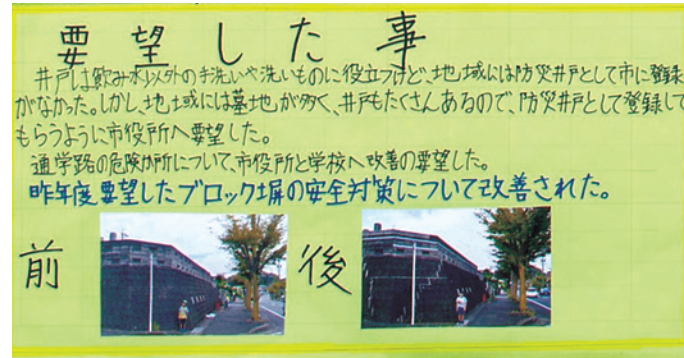 要望した事
井戸は飲み水以外の手洗いや洗いものに役立つけど、地域には防災井戸として市に登録
がなかった。しかし、地域には墓地が多く、井戸もたくさんあるので、防災井戸として登録して
もらうように市役所へ要望した。
通学路の危険か所について、市役所と学校へ改善の要望した。
昨年度要望したブロック塀の安全対策について改善された。
前
後